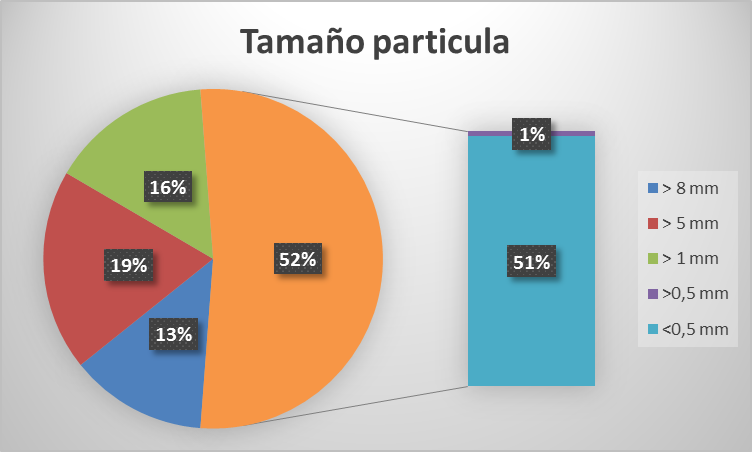 Tamaño particula
16%
19%
13%
52%
1%
51%
> 8 mm
> 5 mm
> 1 mm
>0,5 mm
<0,5 mm